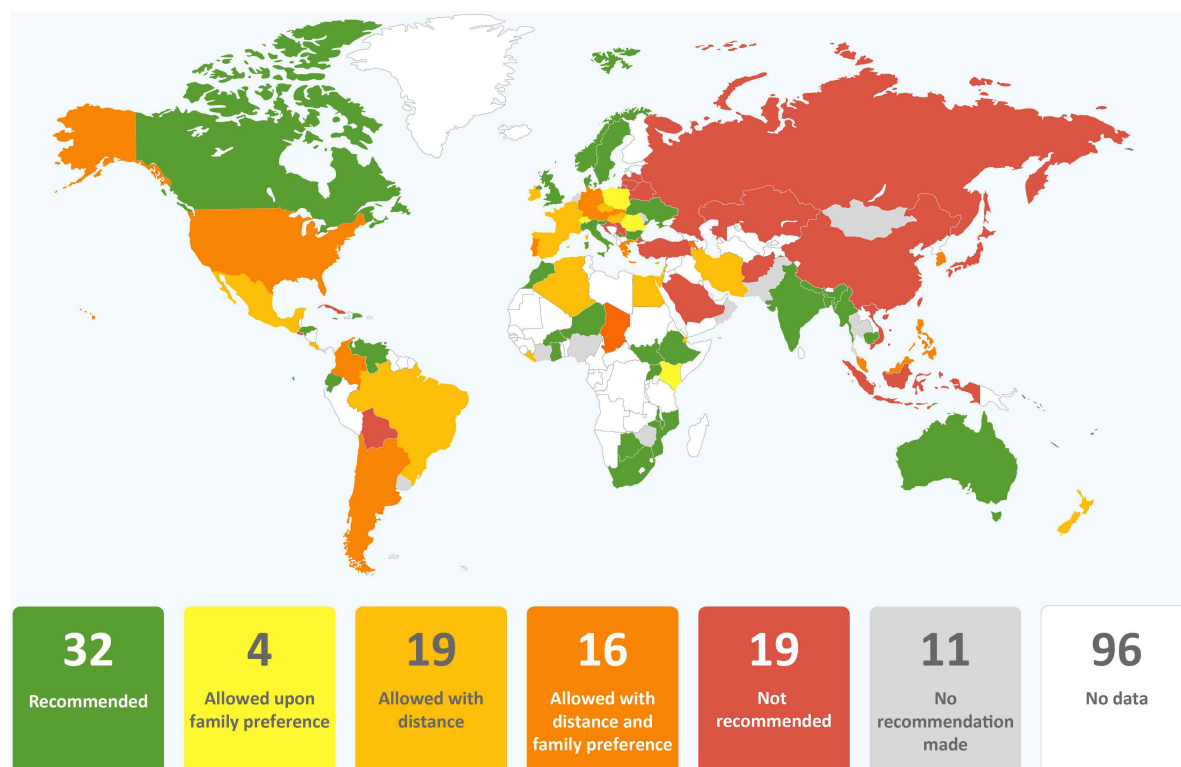 32
Recommended
4
Allowed upon
family preference
19
Allowed with
distance
16
Allowed with
distance and
family preference
19
Not
recommended
11
No
recommendation
made
96
No data